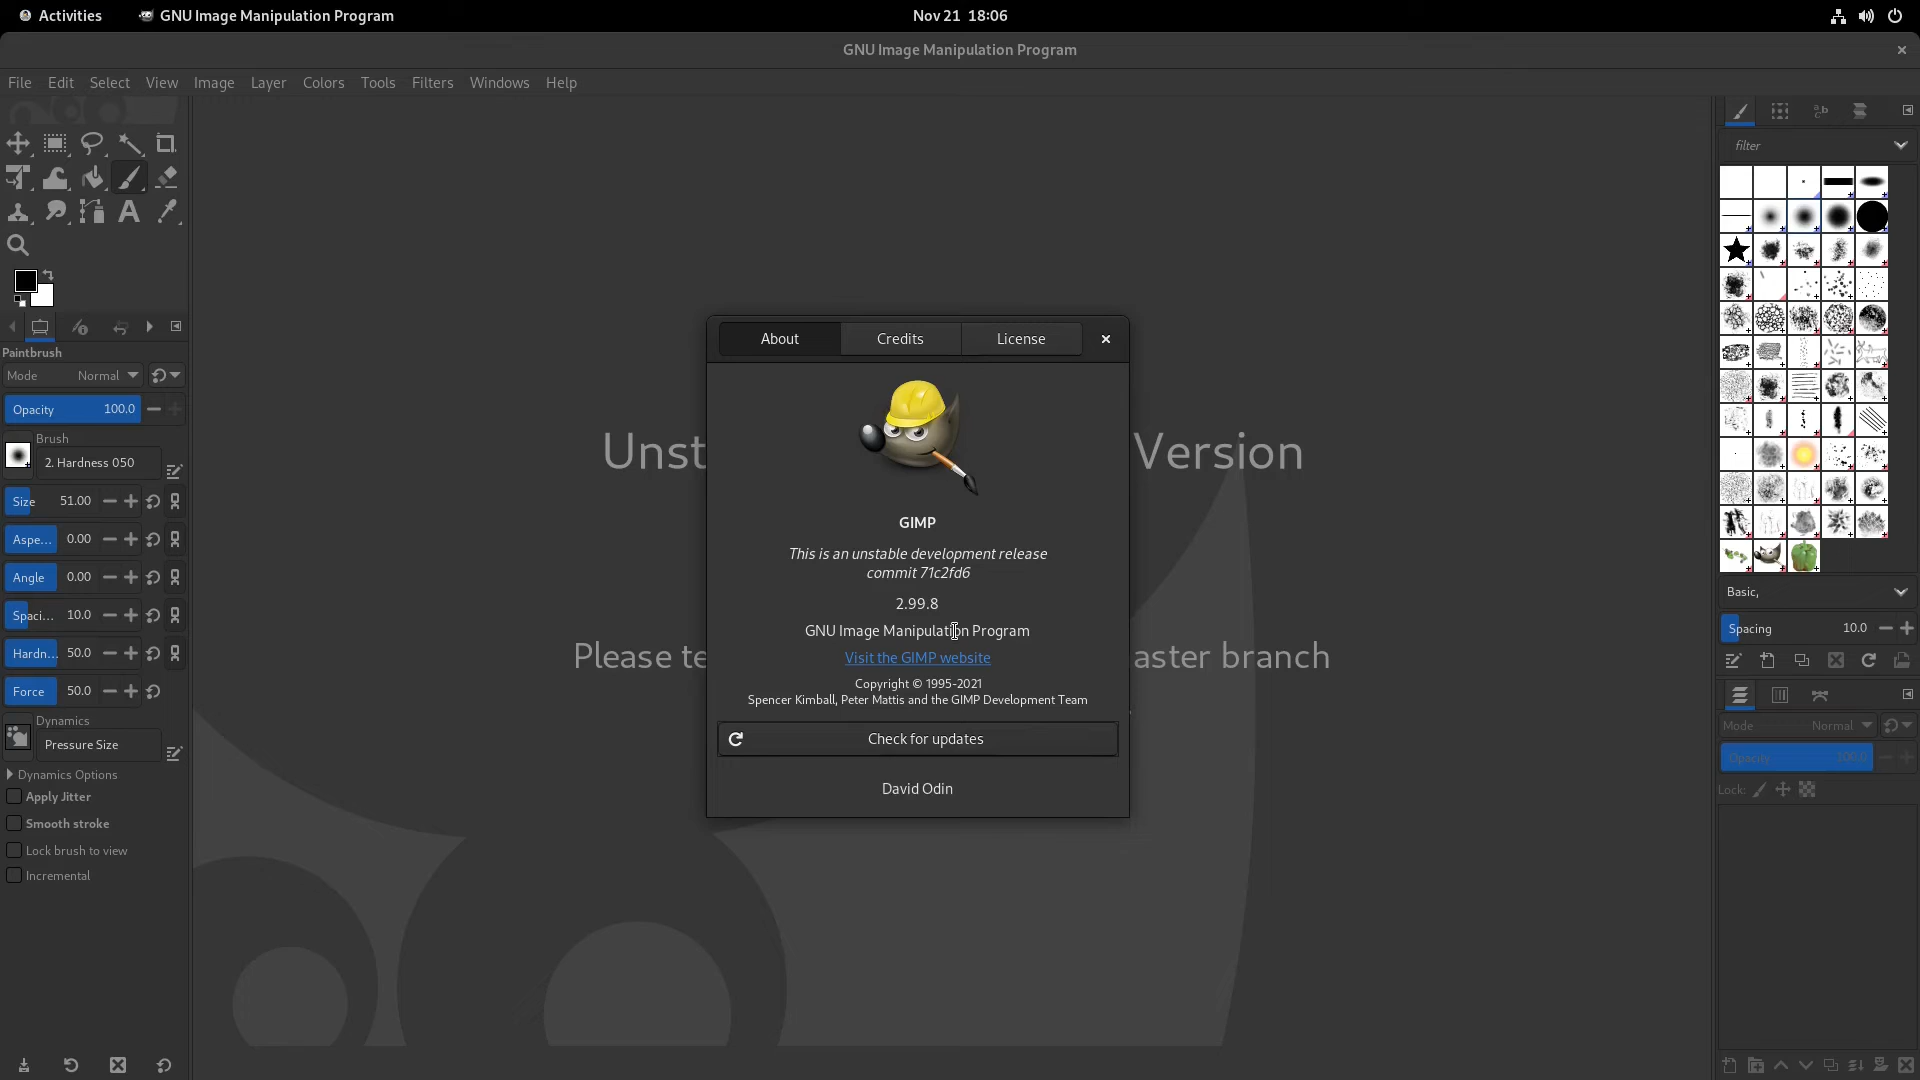 Activities
GNU Image Manipulation Program
Nov 21 18:06
GNU Image Manipulation Program
File Edit Select View Image Layer Colors Tools Filters Windows Help
Paintbrush
Mode Normal
Opacity 100.0
Brush
2. Hardness 050
Size 51.00
Aspe... 0.00
Angle 0.00
Spaci... 10.0
Hardn... 50.0
Force 50.0
Dynamics
Pressure Size
Dynamics Options
Apply Jitter
Smooth stroke
Lock brush to view
Incremental
Unst
Version
Please te
aster branch
About Credits License
GIMP
This is an unstable development release
commit 71c2fd6
2.99.8
GNU Image Manipulation Program
Visit the GIMP website
Copyright © 1995-2021
Spencer Kimball, Peter Mattis and the GIMP Development Team
Check for updates
David Odin
filter
Basic,
Spacing 10.0
Mode Normal
Opacity 100.0
Lock: